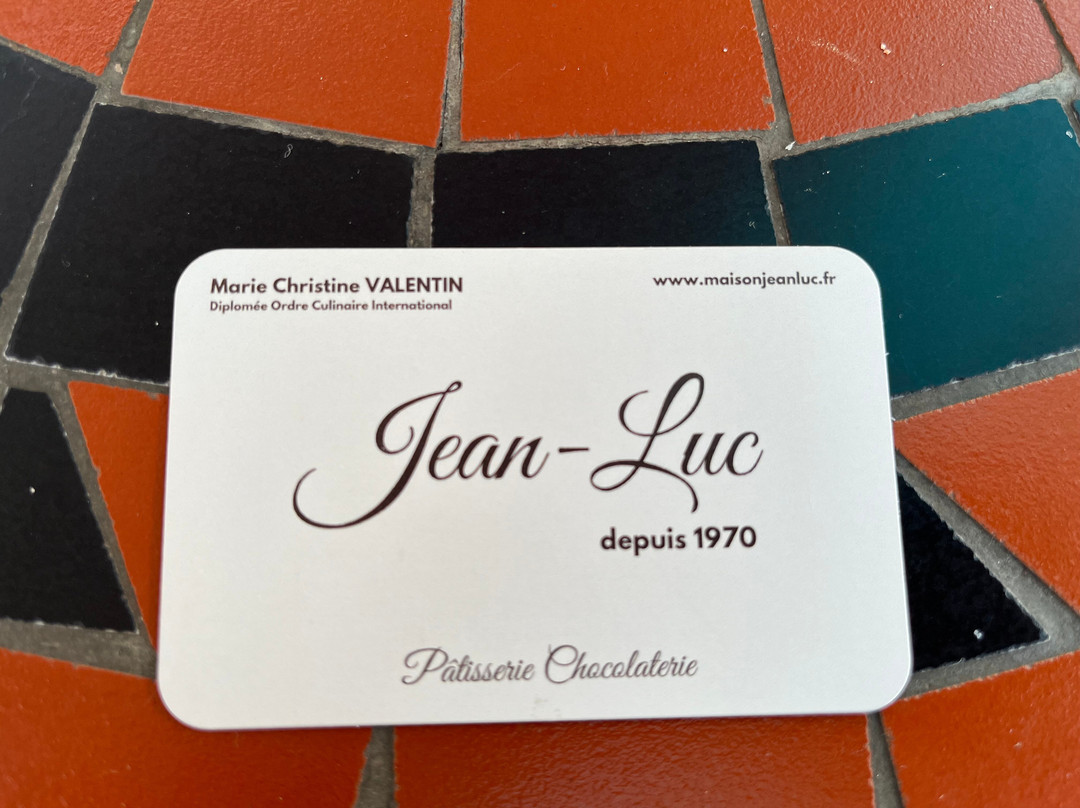 Marie Christine VALENTIN
Diplomée Ordre Culinaire International
www.maisonjeanluc.fr
Jean-Luc
depuis 1970
Pâtisserie Chocolaterie